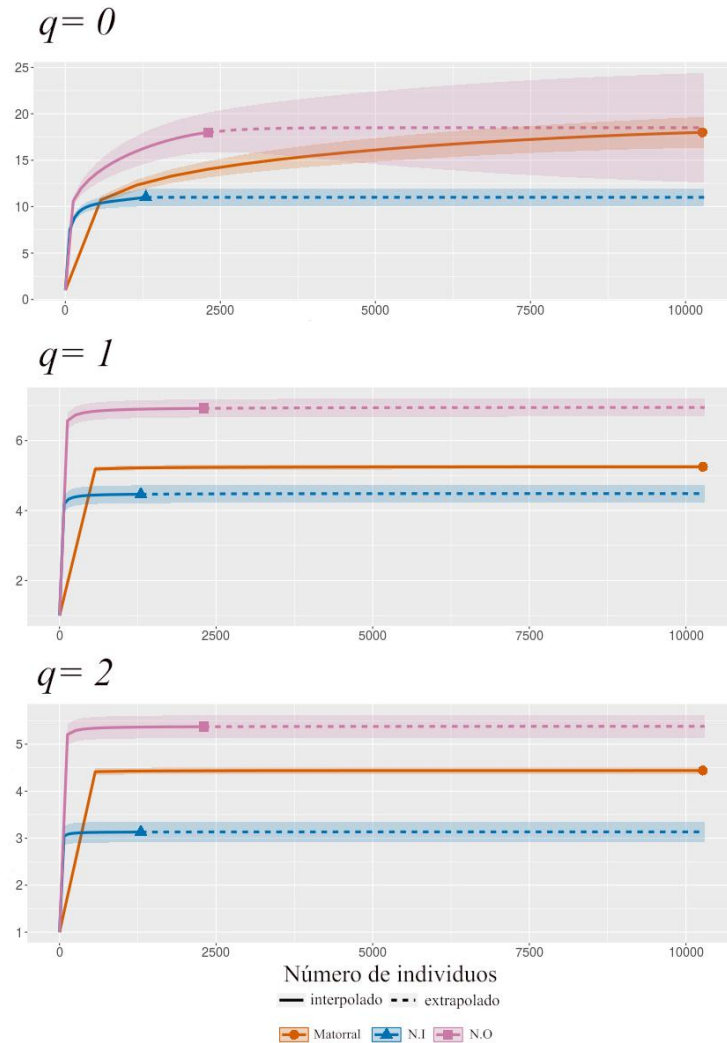 q= 0
25
20
15
10
5
0
0 2500 5000 7500 10000
q= 1
6
4
2
0 2500 5000 7500 10000
q= 2
5
4
3
2
1
0 2500 5000 7500 10000
Número de individuos
interpolado extrapolado
Matorral N.I N.O